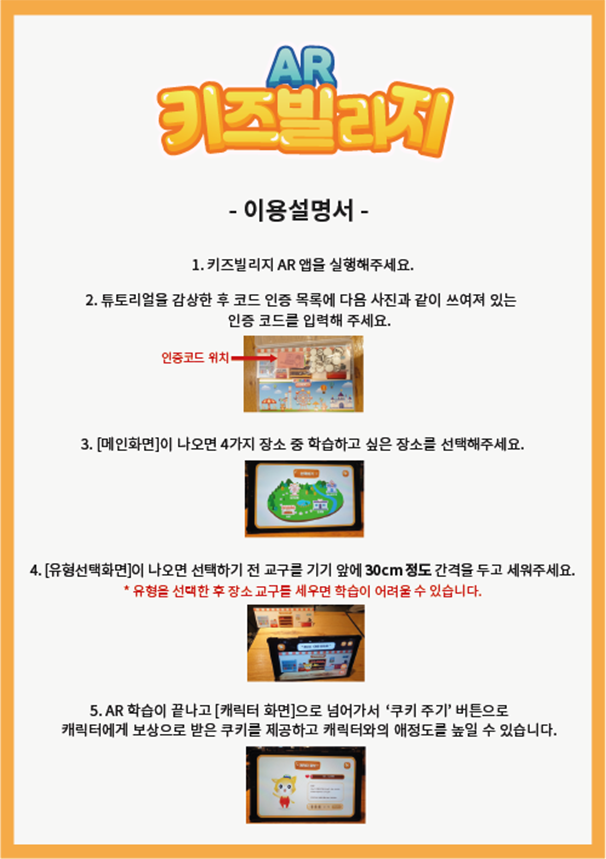 AR
키즈빌리지
- 이용설명서 -
1. 키즈빌리지 AR 앱을 실행해주세요.
2. 튜토리얼을 감상한 후 코드 인증 목록에 다음 사진과 같이 쓰여져 있는
인증 코드를 입력해 주세요.
인증코드 위치
3. [메인화면]이 나오면 4가지 장소 중 학습하고 싶은 장소를 선택해주세요.
4. [유형선택화면]이 나오면 선택하기 전 교구를 기기 앞에 30cm 정도 간격을 두고 세워주세요.
* 유형을 선택한 후 장소 교구를 세우면 학습이 어려울 수 있습니다.
5. AR 학습이 끝나고 [캐릭터 화면]으로 넘어가서 ‘쿠키 주기’ 버튼으로
캐릭터에게 보상으로 받은 쿠키를 제공하고 캐릭터와의 애정도를 높일 수 있습니다.